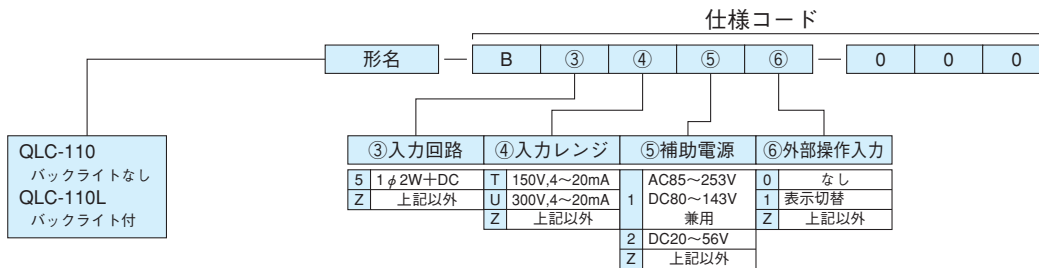 仕様コード
形名 — B ③ ④ ⑤ ⑥ — 0 0 0
QLC-110
バックライトなし
QLC-110L
バックライト付
③入力回路
5 1φ2W＋DC
Z 上記以外
④入力レンジ
T 150V,4～20mA
U 300V,4～20mA
Z 上記以外
⑤補助電源
1 AC85～253V
DC80～143V
兼用
2 DC20～56V
Z 上記以外
⑥外部操作入力
0 なし
1 表示切替
Z 上記以外